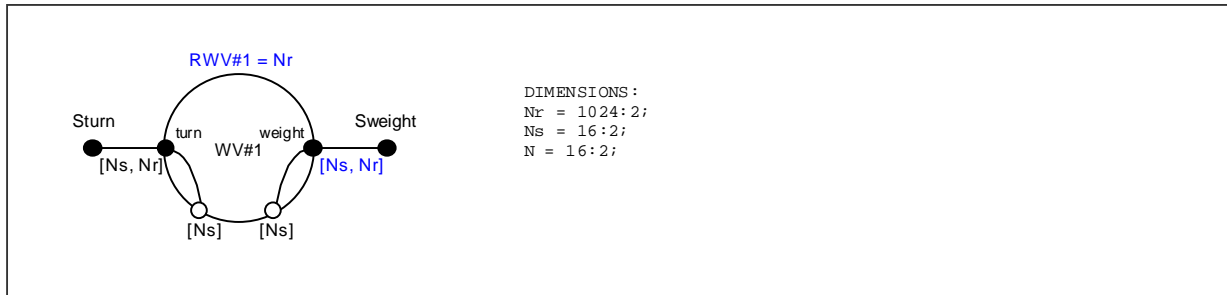 RWV#1 = Nr
Sturn
turn
weight
Sweight
WV#1
[Ns, Nr]
[Ns, Nr]
[Ns]
[Ns]
DIMENSIONS:
Nr = 1024:2;
Ns = 16:2;
N = 16:2;